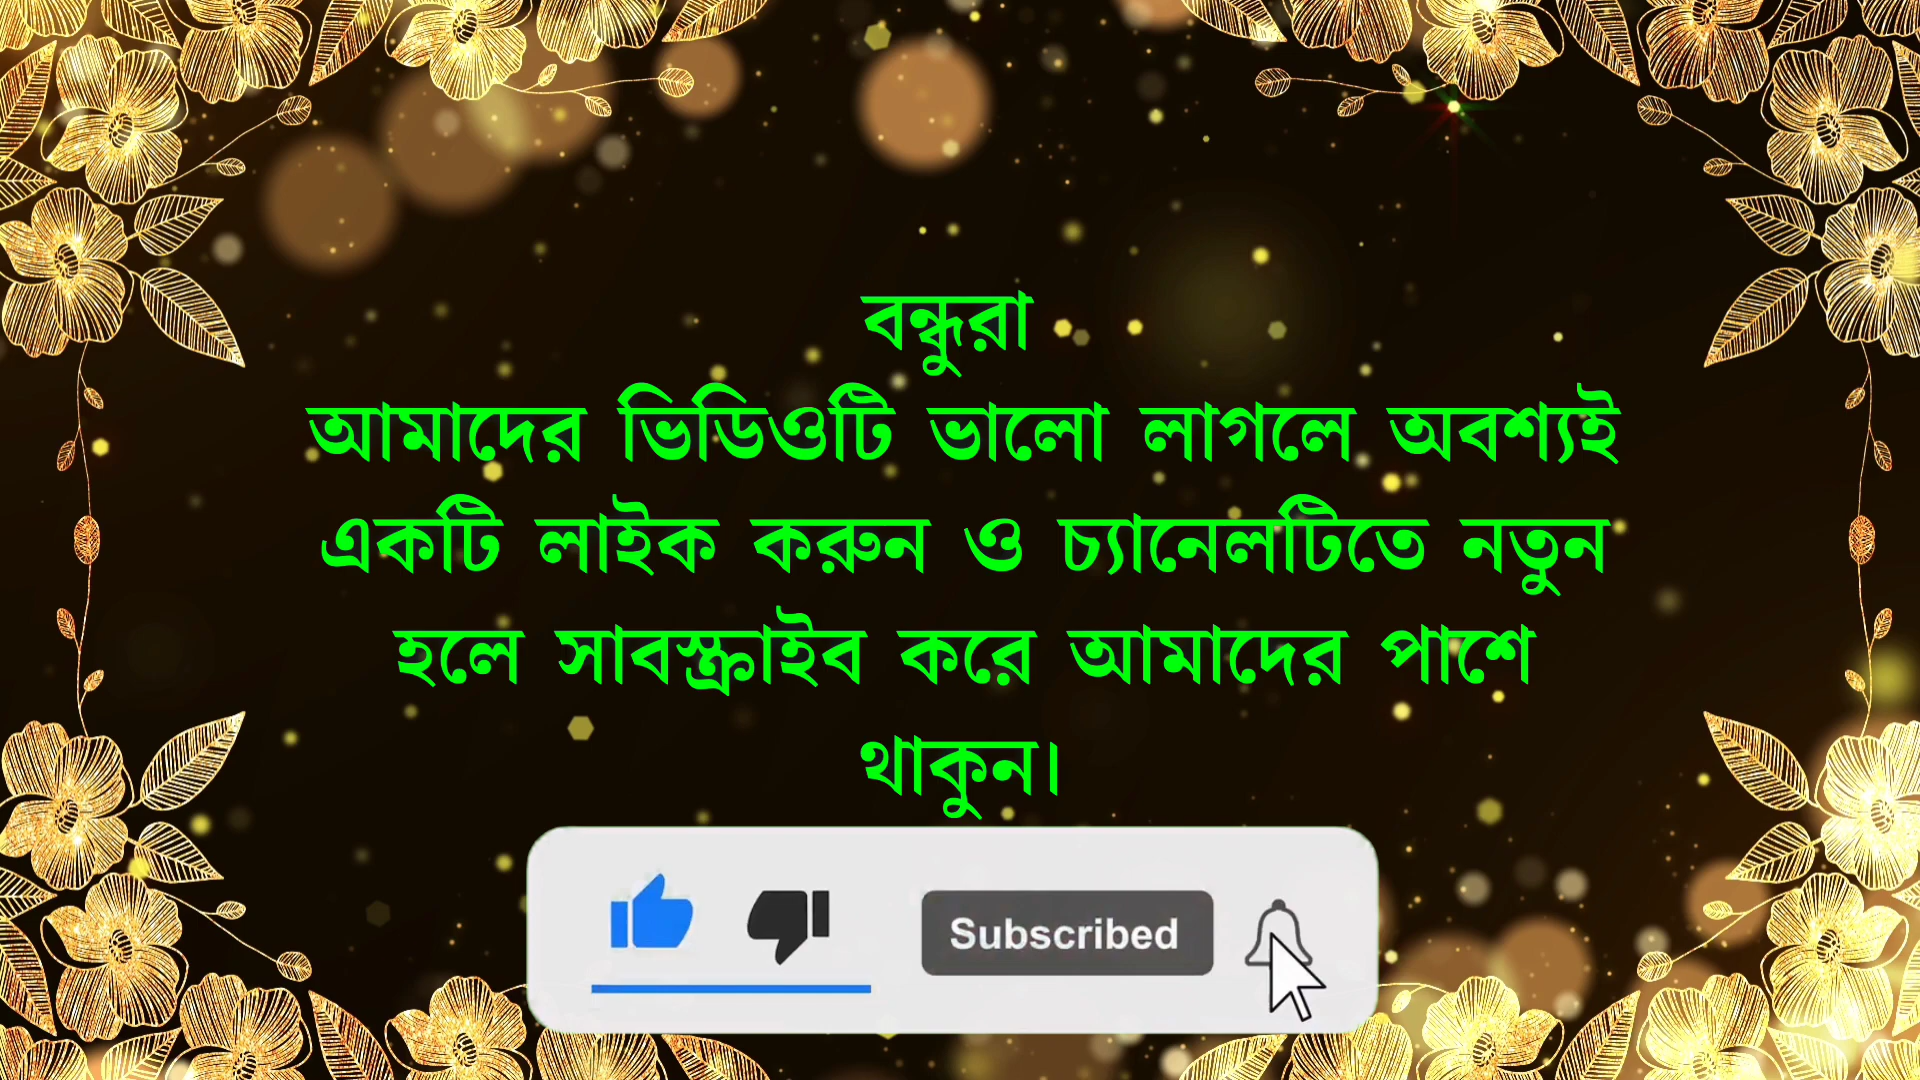 বন্ধুরা
আমাদের ভিডিওটি ভালো লাগলে অবশ্যই
একটি লাইক করুন ও চ্যানেলটিতে নতুন
হলে সাবস্ক্রাইব করে আমাদের পাশে
থাকুন।
Subscribed